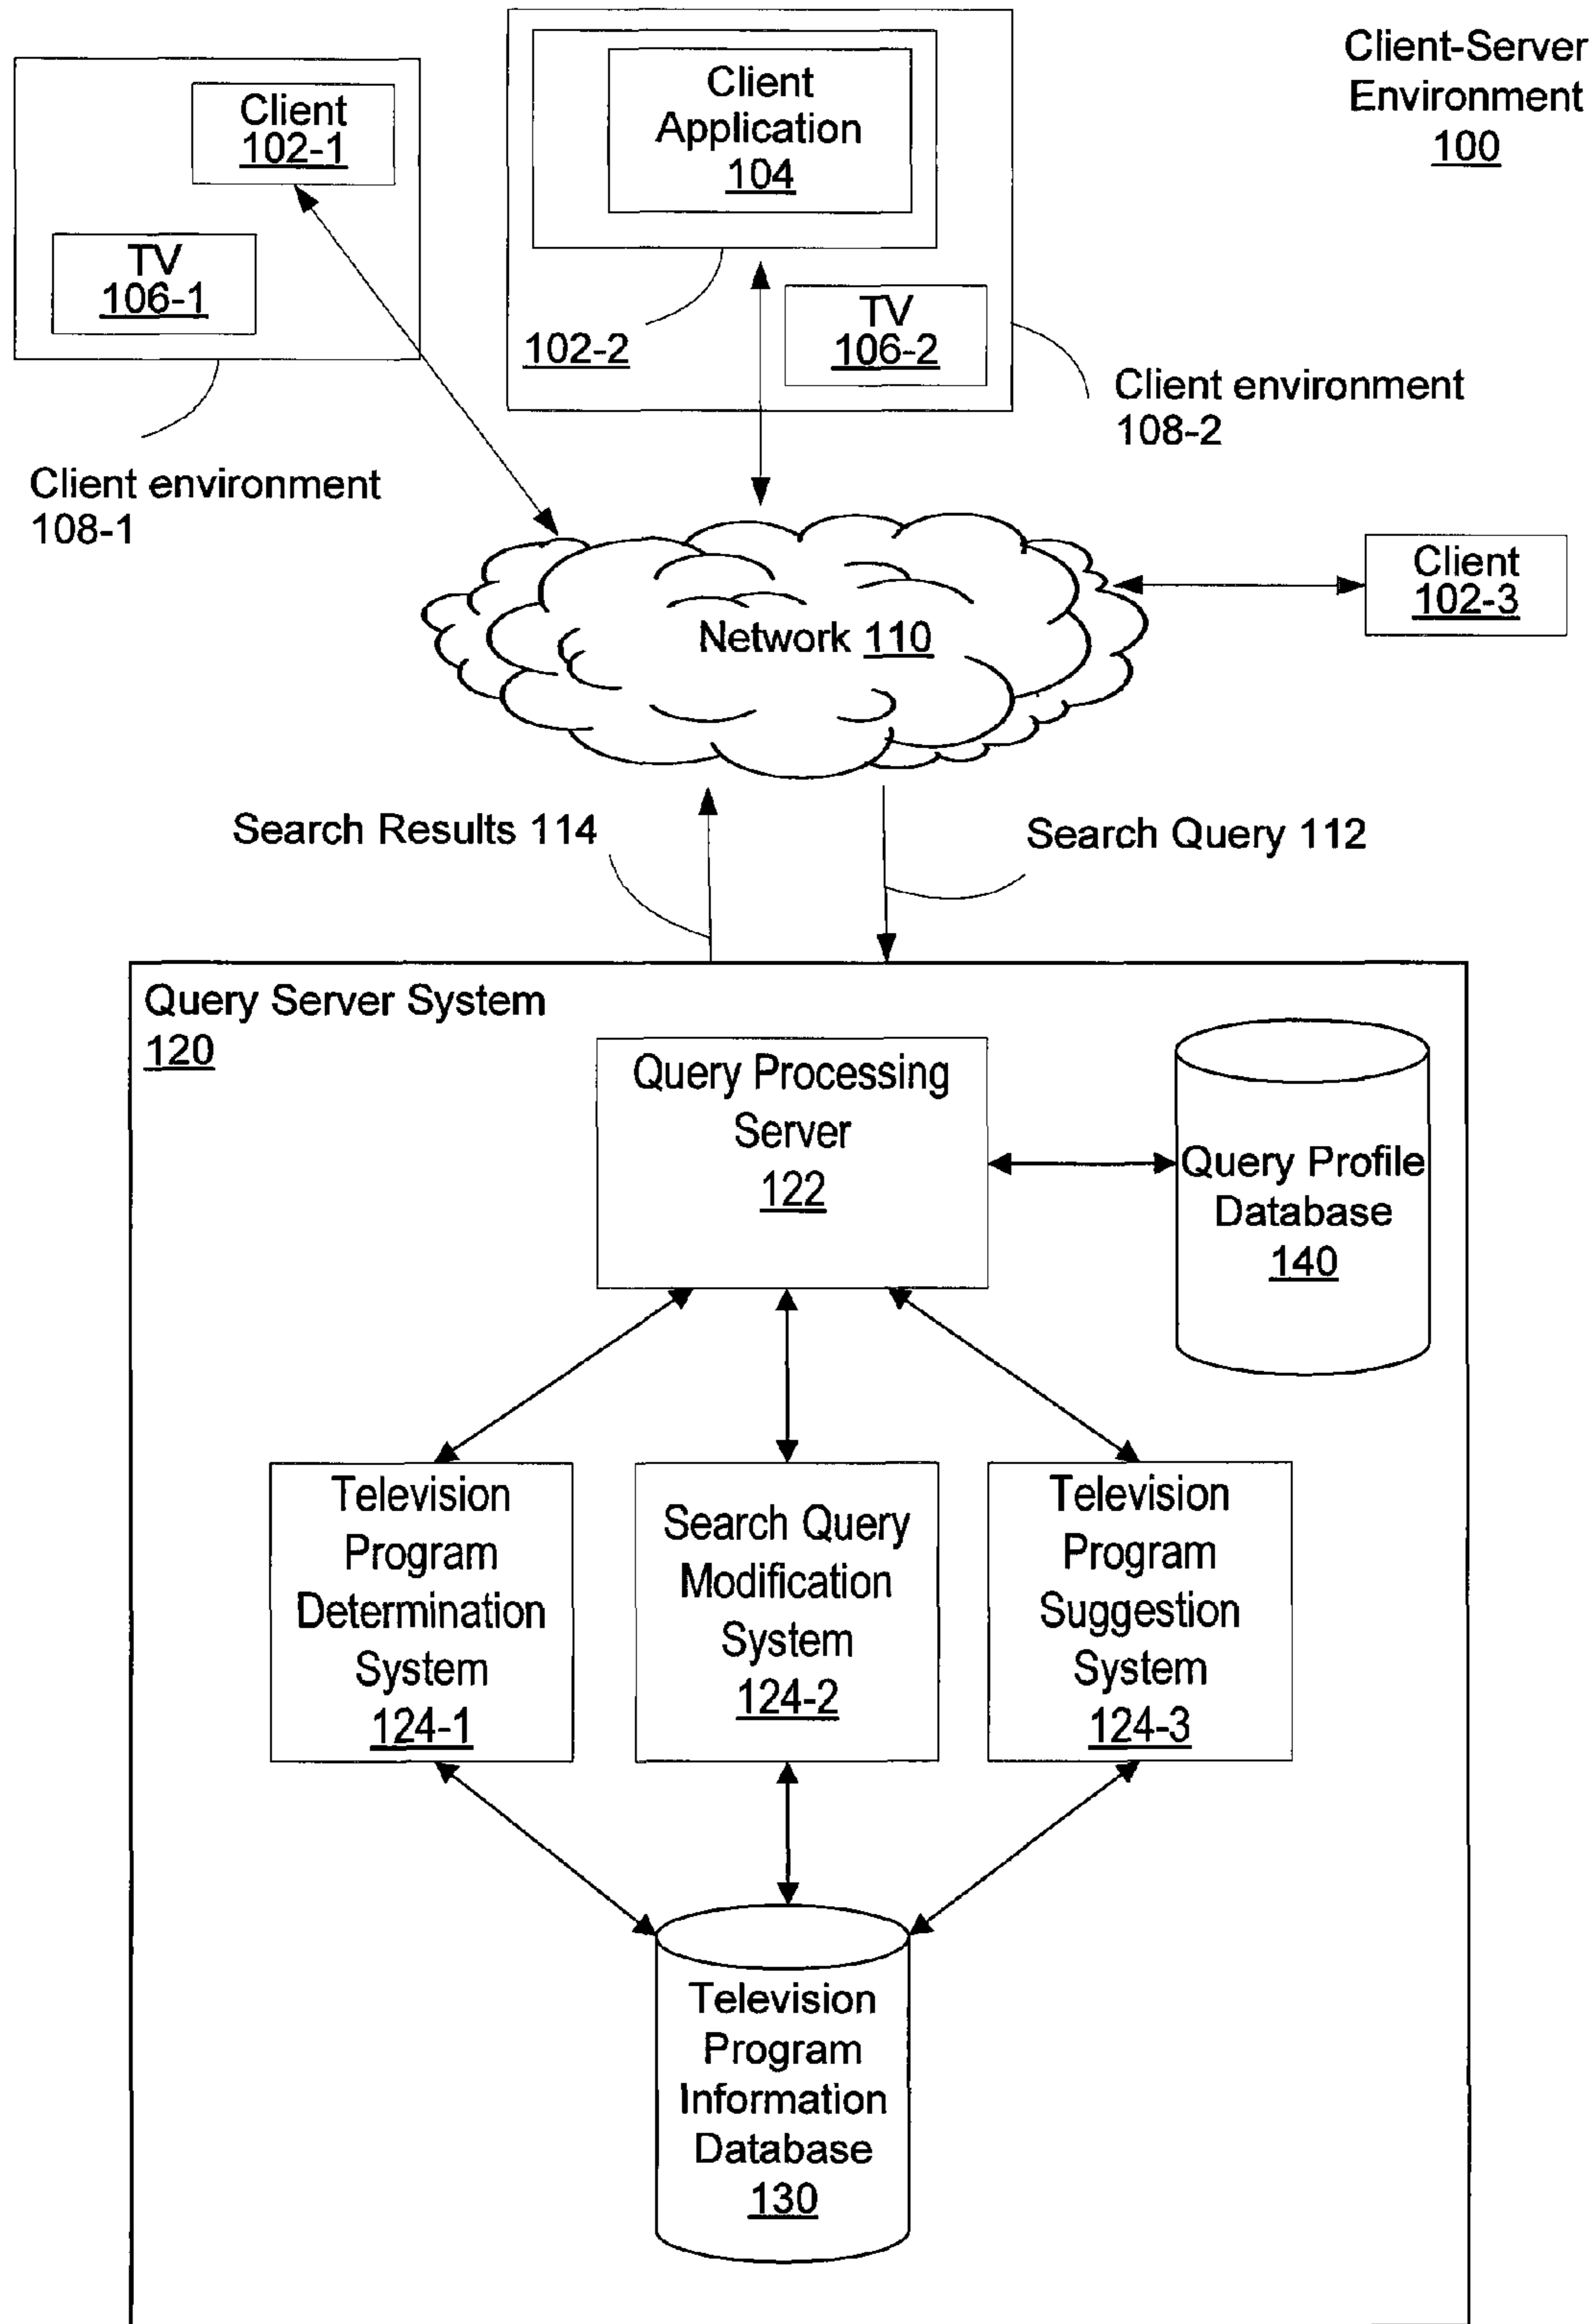 Client-Server
Environment
100
Client
102-1
TV
106-1
Client environment
108-1
Client
Application
104
102-2
TV
106-2
Client environment
108-2
Network 110
Client
102-3
Search Results 114
Search Query 112
Query Server System
120
Query Processing
Server
122
Query Profile
Database
140
Television
Program
Determination
System
124-1
Search Query
Modification
System
124-2
Television
Program
Suggestion
System
124-3
Television
Program
Information
Database
130